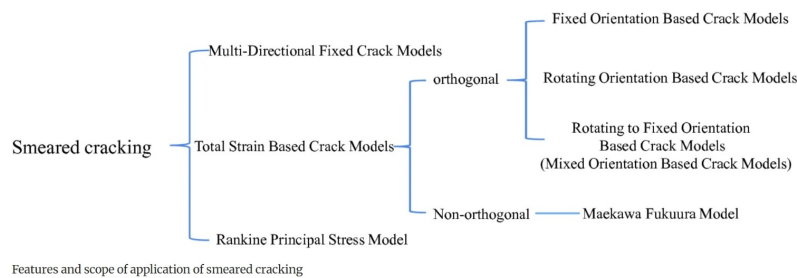 Smeared cracking
Multi-Directional Fixed Crack Models
Total Strain Based Crack Models
orthogonal
Fixed Orientation Based Crack Models
Rotating Orientation Based Crack Models
Rotating to Fixed Orientation
Based Crack Models
(Mixed Orientation Based Crack Models)
Non-orthogonal
Maekawa Fukuura Model
Rankine Principal Stress Model
Features and scope of application of smeared cracking